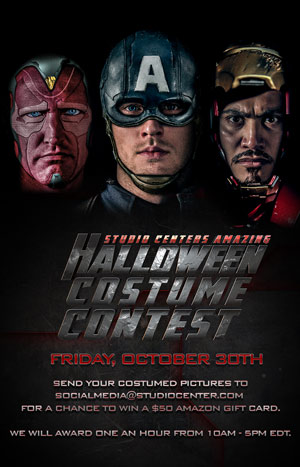 A
STUDIO CENTERS AMAZING
HALLOWEEN
COSTUME
CONTEST
FRIDAY, OCTOBER 30TH
SEND YOUR COSTUMED PICTURES TO
SOCIALMEDIA@STUDIOCENTER.COM
FOR A CHANCE TO WIN A $50 AMAZON GIFT CARD.
WE WILL AWARD ONE AN HOUR FROM 10AM - 5PM EDT.